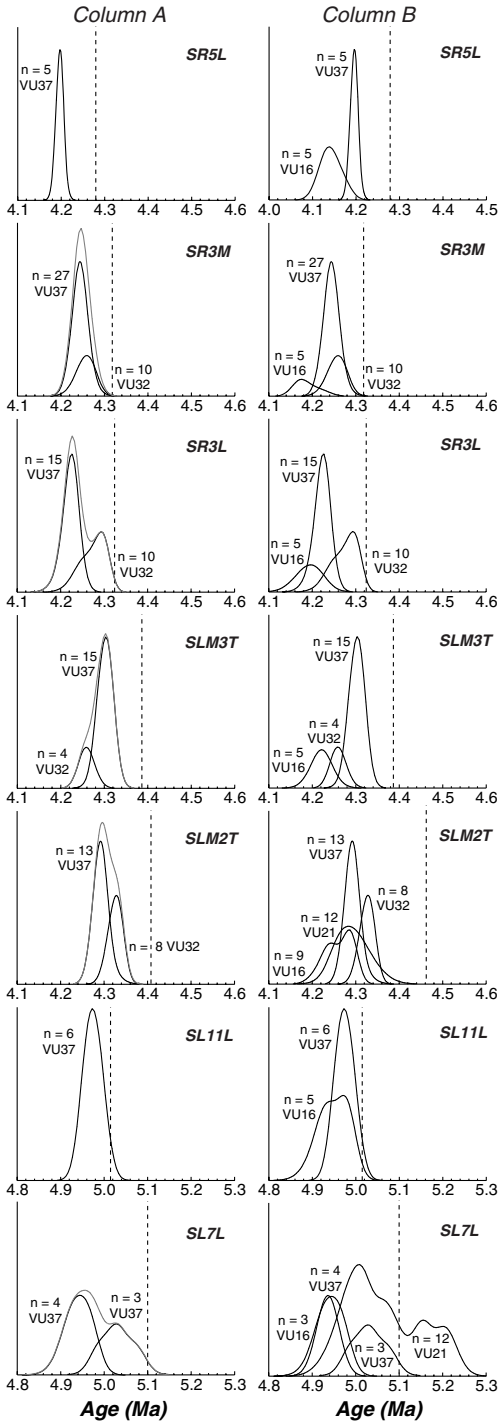 Column A
Column B
SR5L
n = 5
VU37
4.1 4.2 4.3 4.4 4.5 4.6
SR5L
n = 5
VU37
n = 5
VU16
4.0 4.1 4.2 4.3 4.4 4.5
SR3M
n = 27
VU37
n = 10
VU32
4.1 4.2 4.3 4.4 4.5 4.6
SR3M
n = 27
VU37
n = 5
VU16
n = 10
VU32
4.1 4.2 4.3 4.4 4.5 4.6
SR3L
n = 15
VU37
n = 10
VU32
4.1 4.2 4.3 4.4 4.5 4.6
SR3L
n = 15
VU37
n = 5
VU16
n = 10
VU32
4.1 4.2 4.3 4.4 4.5 4.6
SLM3T
n = 15
VU37
n = 4
VU32
4.1 4.2 4.3 4.4 4.5 4.6
SLM3T
n = 15
VU37
n = 4
VU32
n = 5
VU16
4.1 4.2 4.3 4.4 4.5 4.6
SLM2T
n = 13
VU37
n = 8 VU32
4.1 4.2 4.3 4.4 4.5 4.6
SLM2T
n = 13
VU37
n = 8
VU32
n = 12
VU21
n = 9
VU16
4.1 4.2 4.3 4.4 4.5 4.6
SL11L
n = 6
VU37
4.8 4.9 5.0 5.1 5.2 5.3
SL11L
n = 6
VU37
n = 5
VU16
4.8 4.9 5.0 5.1 5.2 5.3
SL7L
n = 4
VU37
n = 3
VU37
4.8 4.9 5.0 5.1 5.2 5.3
Age (Ma)
SL7L
n = 4
VU37
n = 3
VU16
n = 3
VU37
n = 12
VU21
4.8 4.9 5.0 5.1 5.2 5.3
Age (Ma)